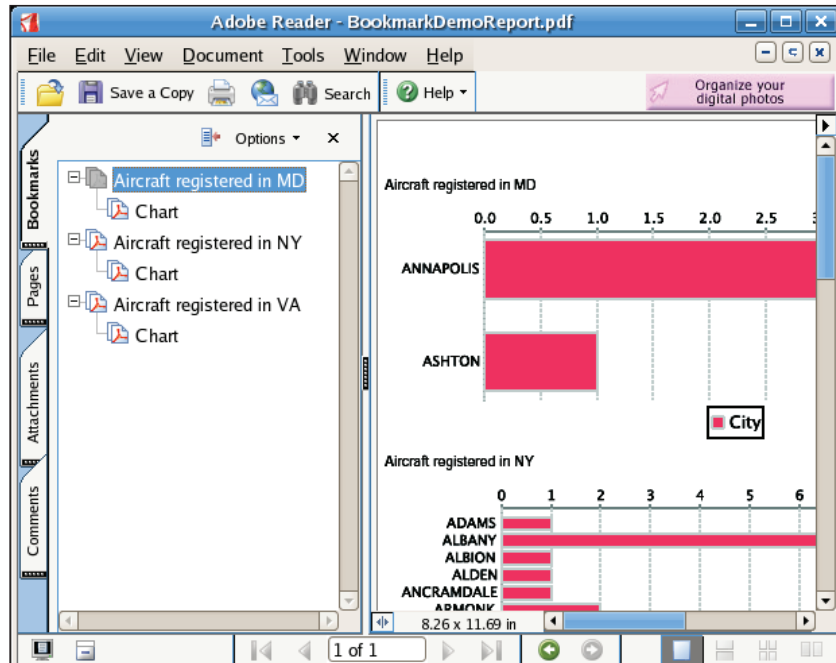 Adobe Reader - BookmarkDemoReport.pdf
File Edit View Document Tools Window Help
Save a Copy Search Help Organize your
digital photos
Options
Bookmarks
Pages
Attachments
Comments
Aircraft registered in MD
Chart
Aircraft registered in NY
Chart
Aircraft registered in VA
Chart
Aircraft registered in MD
0.0 0.5 1.0 1.5 2.0 2.5
ANNAPOLIS
ASHTON
City
Aircraft registered in NY
0 1 2 3 4 5 6
ADAMS
ALBANY
ALBION
ALDEN
ANCRAMDALE
ARMONK
8.26 x 11.69 in
1 of 1